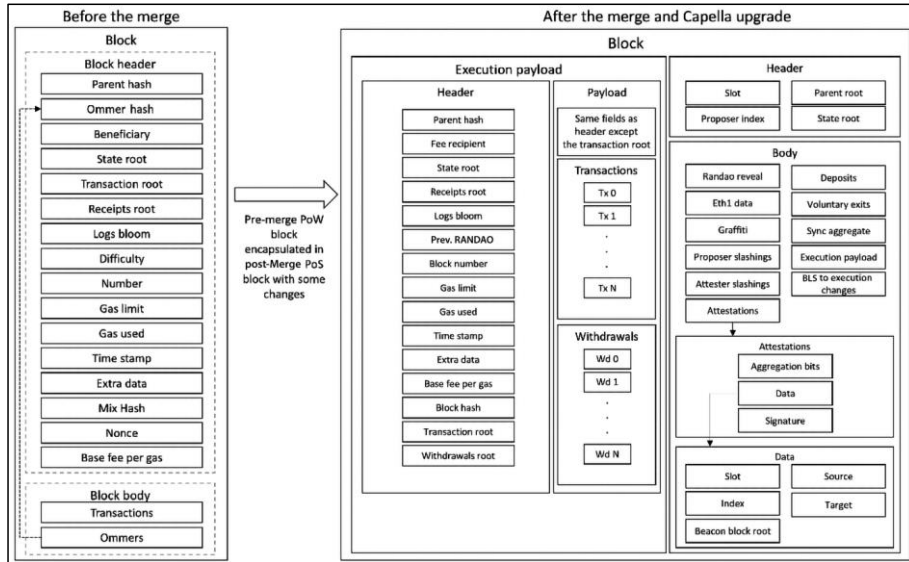 Before the merge
Block
Block header
Parent hash
Ommer hash
Beneficiary
State root
Transaction root
Receipts root
Logs bloom
Difficulty
Number
Gas limit
Gas used
Time stamp
Extra data
Mix Hash
Nonce
Base fee per gas
Block body
Transactions
Ommers
Pre-merge PoW
block
encapsulated in
post-Merge PoS
block with some
changes
After the merge and Capella upgrade
Block
Execution payload
Header
Parent hash
Fee recipient
State root
Receipts root
Logs bloom
Prev. RANDAO
Block number
Gas limit
Gas used
Time stamp
Extra data
Base fee per gas
Block hash
Transaction root
Withdrawals root
Payload
Same fields as
header except
the transaction root
Transactions
Tx 0
Tx 1
.
.
.
Tx N
Withdrawals
Wd 0
Wd 1
.
.
.
Wd N
Header
Slot
Parent root
Proposer index
State root
Body
Randao reveal
Deposits
Eth1 data
Voluntary exits
Graffiti
Sync aggregate
Proposer slashings
Execution payload
Attester slashings
BLS to execution
changes
Attestations
Attestations
Aggregation bits
Data
Signature
Data
Slot
Source
Index
Target
Beacon block root